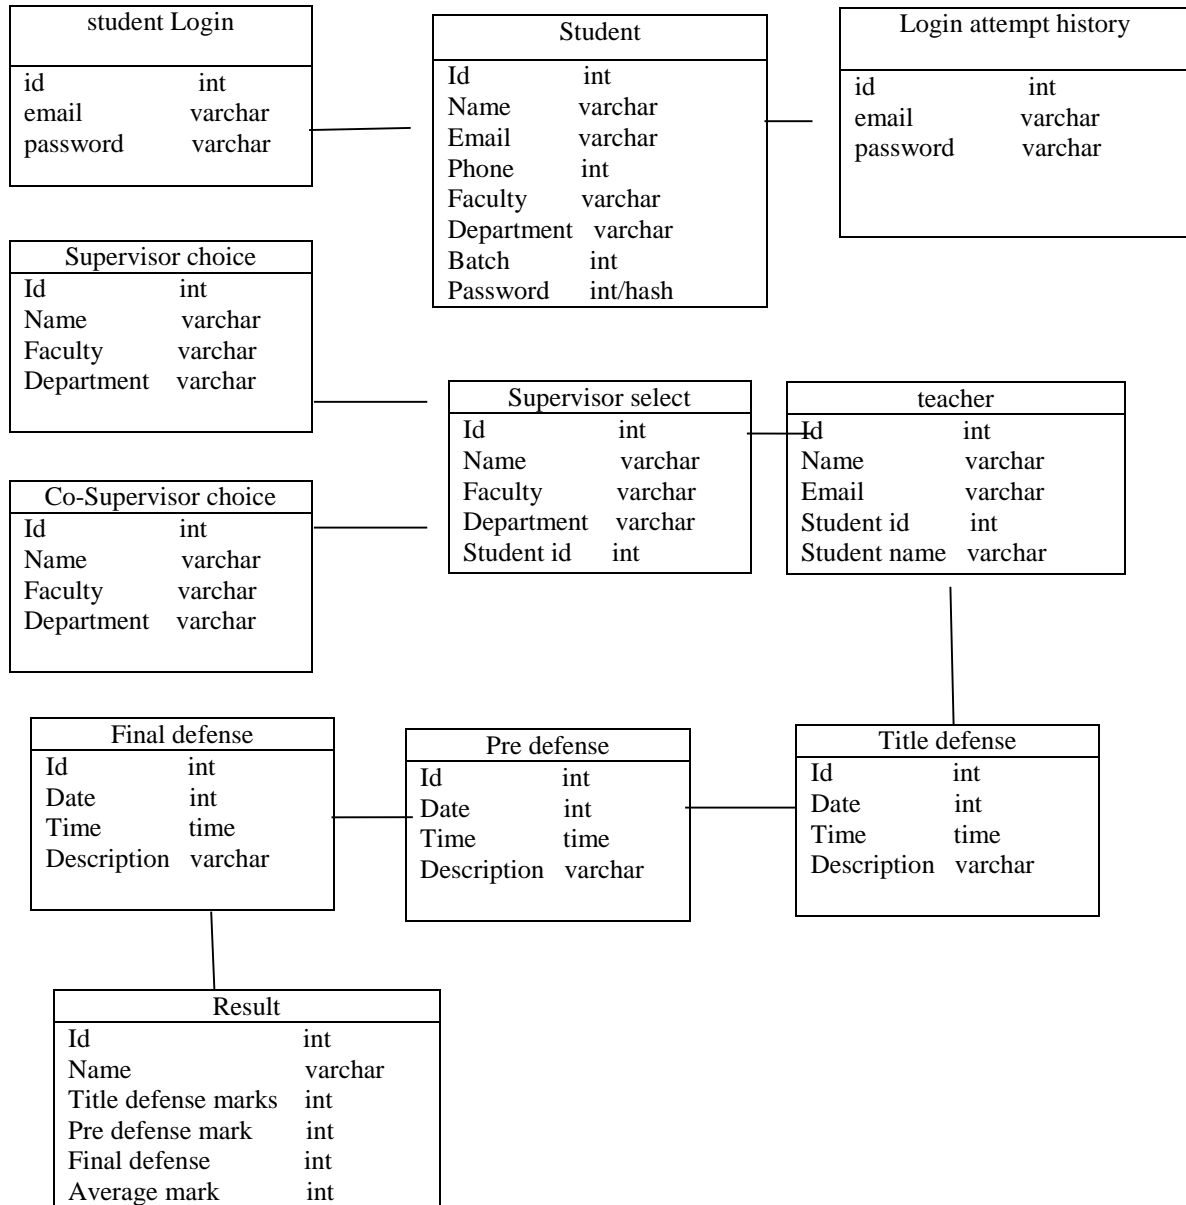 student Login
id int
email varchar
password varchar
Student
Id int
Name varchar
Email varchar
Phone int
Faculty varchar
Department varchar
Batch int
Password int/hash
Login attempt history
id int
email varchar
password varchar
Supervisor choice
Id int
Name varchar
Faculty varchar
Department varchar
Supervisor select
Id int
Name varchar
Faculty varchar
Department varchar
Student id int
teacher
Id int
Name varchar
Email varchar
Student id int
Student name varchar
Co-Supervisor choice
Id int
Name varchar
Faculty varchar
Department varchar
Final defense
Id int
Date int
Time time
Description varchar
Pre defense
Id int
Date int
Time time
Description varchar
Title defense
Id int
Date int
Time time
Description varchar
Result
Id int
Name varchar
Title defense marks int
Pre defense mark int
Final defense int
Average mark int